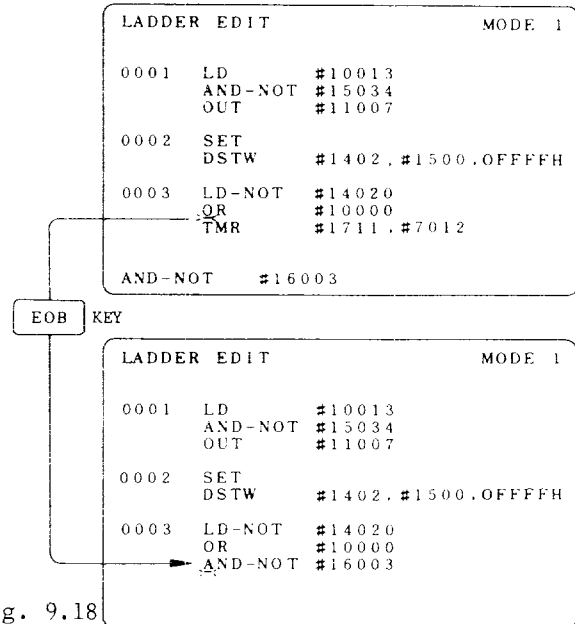 LADDER EDIT MODE 1
0001 LD #10013
AND-NOT #15034
OUT #11007
0002 SET
DSTW #1402,#1500,OFFFFH
0003 LD-NOT #14020
OR #10000
TMR #1711,#7012
AND-NOT #16003
EOB KEY
LADDER EDIT MODE 1
0001 LD #10013
AND-NOT #15034
OUT #11007
0002 SET
DSTW #1402,#1500,OFFFFH
0003 LD-NOT #14020
OR #10000
AND-NOT #16003
g. 9.18